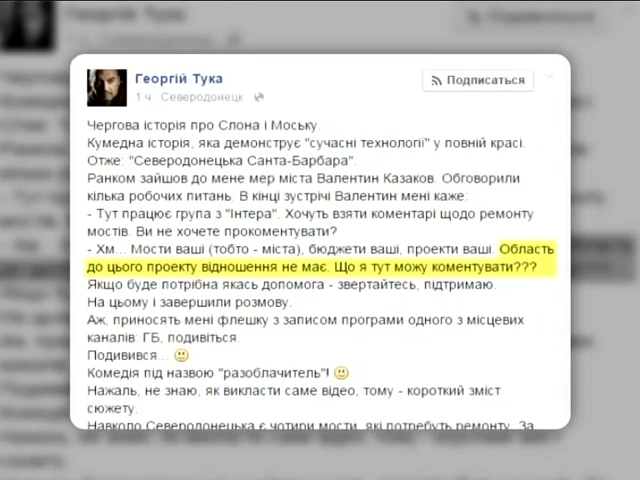 Георгій Тука
1 ч Северодонецк
Подписаться
Чергова історія про Слона і Моську.
Кумедна історія, яка демонструє "сучасні технології" у повній красі.
Отже: "Северодонецька Санта-Барбара".
Ранком зайшов до мене мер міста Валентин Казаков. Обговорили
кілька робочих питань. В кінці зустрічі Валентин мені каже:
- Тут працює група з "Інтера". Хочуть взяти коментарі щодо ремонту
мостів. Ви не хочете прокоментувати?
- Хм... Мости ваші (тобто - міста), бюджети ваші, проекти ваші. Область
до цього проекту відношення не має. Що я тут можу коментувати???
Якщо буде потрібна якась допомога - звертайтесь, підтримаю.
На цьому і завершили розмову.
Аж, приносять мені флешку з записом програми одного з місцевих
каналів: ГБ, подивіться.
Подивився...
Комедія під назвою "разоблачитель"!
Нажаль, не знаю, як викласти саме відео, тому - короткий зміст
сюжету.
Навколо Северодонецька є чотири мости, які потребують ремонту. За